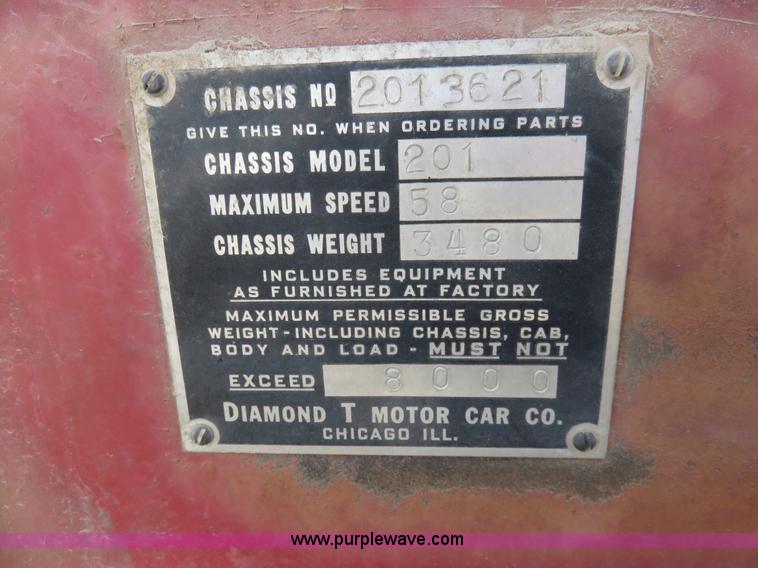 CHASSIS NO 2013621
GIVE THIS NO. WHEN ORDERING PARTS
CHASSIS MODEL 201
MAXIMUM SPEED 58
CHASSIS WEIGHT 3480
INCLUDES EQUIPMENT
AS FURNISHED AT FACTORY
MAXIMUM PERMISSIBLE GROSS
WEIGHT-INCLUDING CHASSIS, CAB,
BODY AND LOAD - MUST NOT
EXCEED 8000
DIAMOND T MOTOR CAR CO.
CHICAGO ILL.
www.purplewave.com